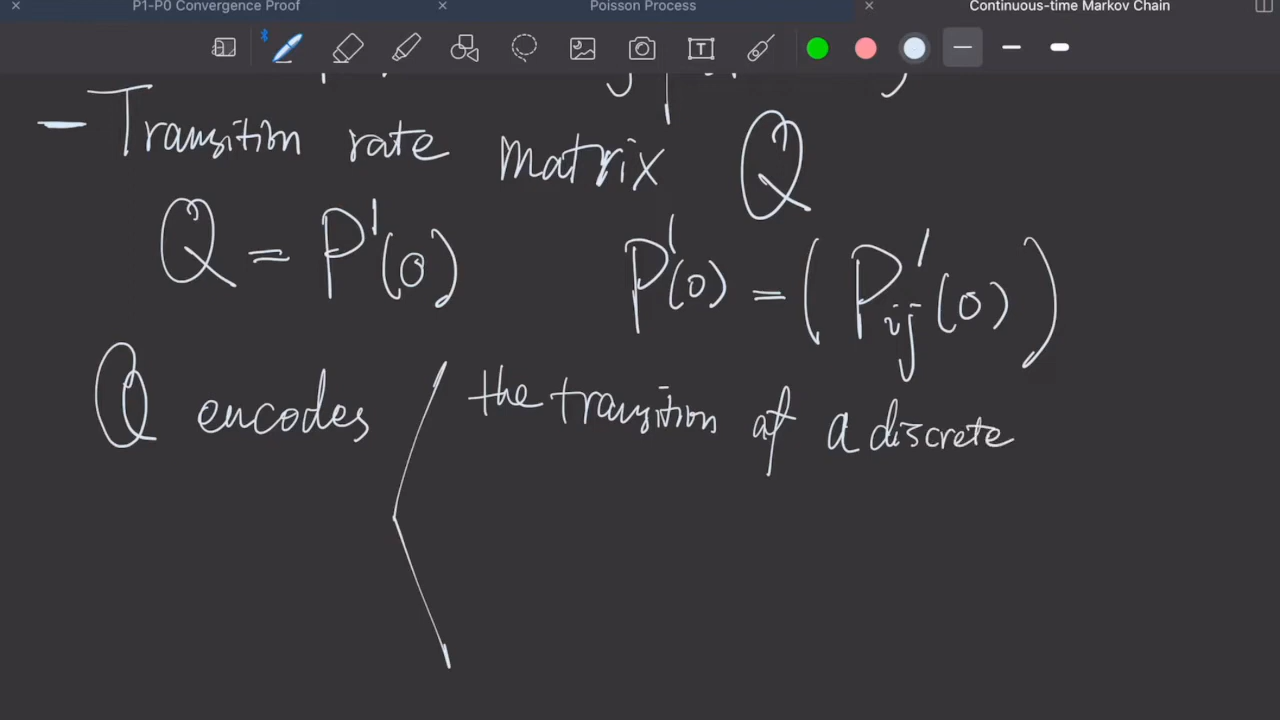 P1-P0 Convergence Proof Poisson Process Continuous-time Markov Chain
- Transition rate matrix Q
Q = P'(0) P'(0) = (P'ij(0))
Q encodes the transition of a discrete